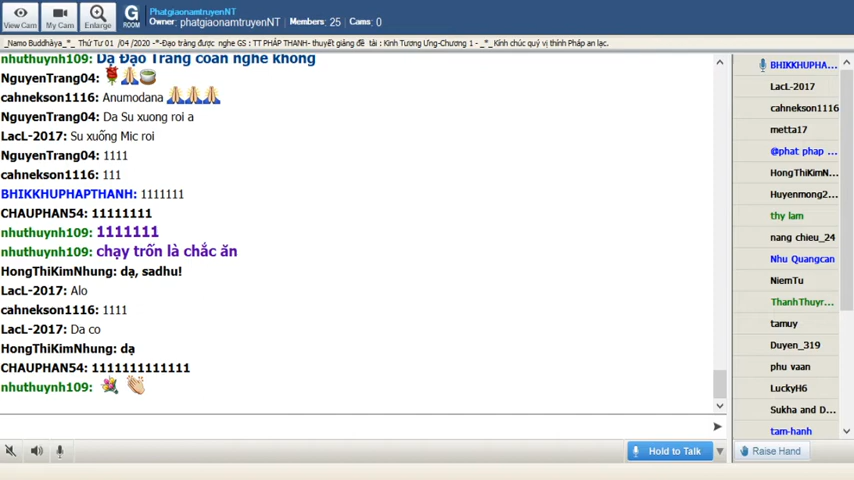 PhatgiaonamtruyenNT
Owner: phatgiaonamtruyenNT Members: 25 Cams: 0
View Cam My Cam Enlarge G ROOM
_Namo Buddhàya_*_ Thứ Tư 01 /04 /2020 -*-Đạo tràng được nghe GS : TT PHÁP THANH- thuyết giảng đề tài : Kinh Tương Ưng-Chương 1 - _*_ Kính chúc quý vị thính Pháp an lạc.
nhuthuynh109: Dạ Đạo Tràng coàn nghe không
NguyenTrang04:
cahnekson1116: Anumodana
NguyenTrang04: Da Su xuong roi a
LacL-2017: Su xuống Mic roi
NguyenTrang04: 1111
cahnekson1116: 111
BHIKKHUPHAPTHANH: 1111111
CHAUPHAN54: 11111111
nhuthuynh109: 1111111
nhuthuynh109: chạy trốn là chắc ăn
HongThiKimNhung: dạ, sadhu!
LacL-2017: Alo
cahnekson1116: 1111
LacL-2017: Da co
HongThiKimNhung: dạ
CHAUPHAN54: 1111111111111
nhuthuynh109:
BHIKKHUPHA...
LacL-2017
cahnekson1116
metta17
@phat phap ...
HongThiKimN...
Huyenmong2...
thy lam
nang chieu_24
Nhu Quangcan
NiemTu
ThanhThuyr...
tamuy
Duyen_319
phu vaan
LuckyH6
Sukha and D...
tam-hanh
Hold to Talk
Raise Hand